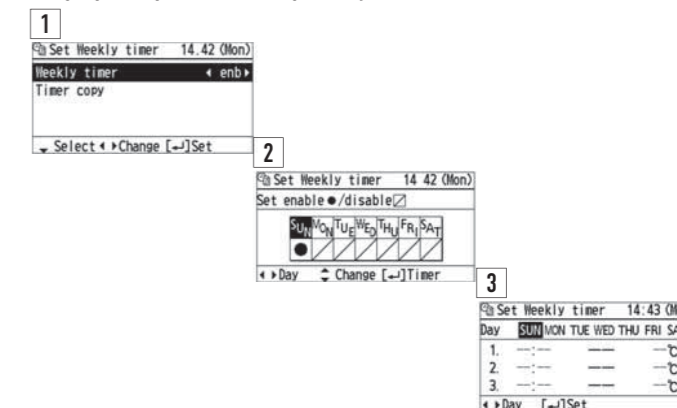 1
Set Weekly timer 14.42 (Mon)
Weekly timer ◂ enb▸
Timer copy
Select ◂ ▸Change [↵]Set
2
Set Weekly timer 14 42 (Mon)
Set enable●/disable
SUN MON TUE WED THU FRI SAT
◂ ▸Day Change [↵]Timer
3
Set Weekly timer 14:43 (M
Day SUN MON TUE WED THU FRI SA
1. --:-- -- --℃
2. --:-- -- --℃
3. --:-- -- --℃
◂ ▸Day [↵]Set